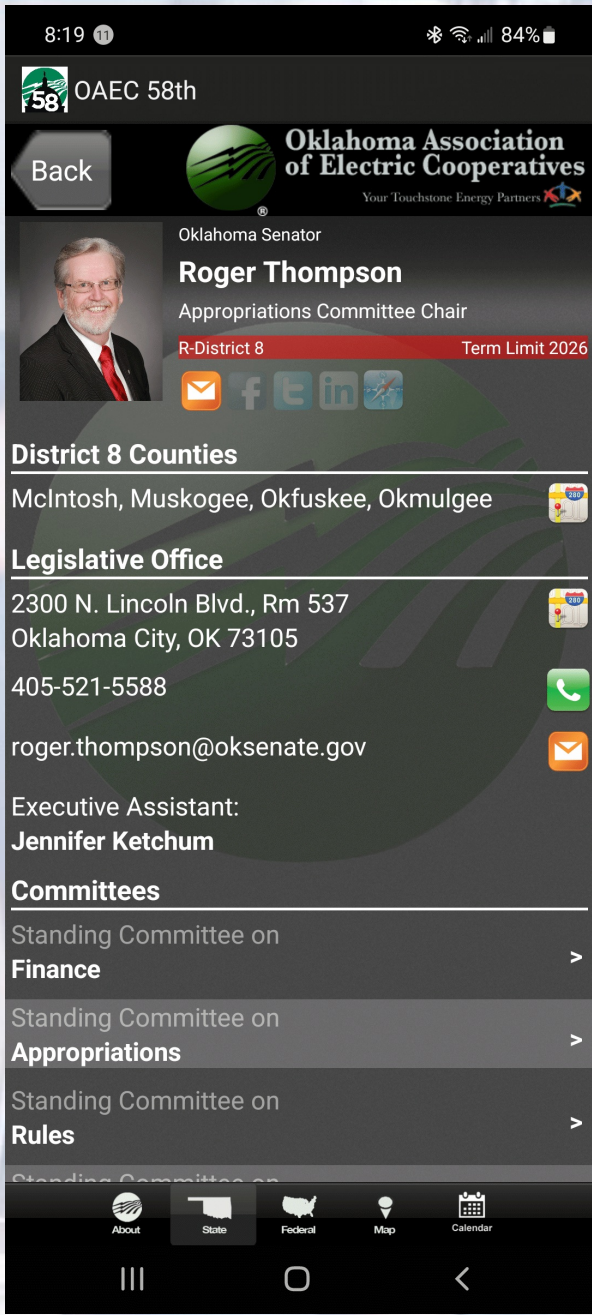 8:19 11 84%
58 OAEC 58th
Back
Oklahoma Association
of Electric Cooperatives
Your Touchstone Energy Partners
®
Oklahoma Senator
Roger Thompson
Appropriations Committee Chair
R-District 8 Term Limit 2026
District 8 Counties
McIntosh, Muskogee, Okfuskee, Okmulgee
280
Legislative Office
2300 N. Lincoln Blvd., Rm 537
280
Oklahoma City, OK 73105
405-521-5588
roger.thompson@oksenate.gov
Executive Assistant:
Jennifer Ketchum
Committees
Standing Committee on
Finance
>
Standing Committee on
Appropriations
>
Standing Committee on
Rules
>
Standing Committee on
About State Federal Map Calendar